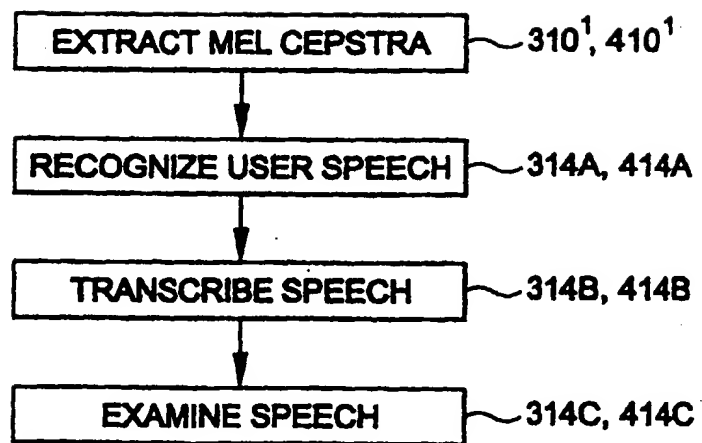 EXTRACT MEL CEPSTRA 310¹, 410¹
RECOGNIZE USER SPEECH 314A, 414A
TRANSCRIBE SPEECH 314B, 414B
EXAMINE SPEECH 314C, 414C